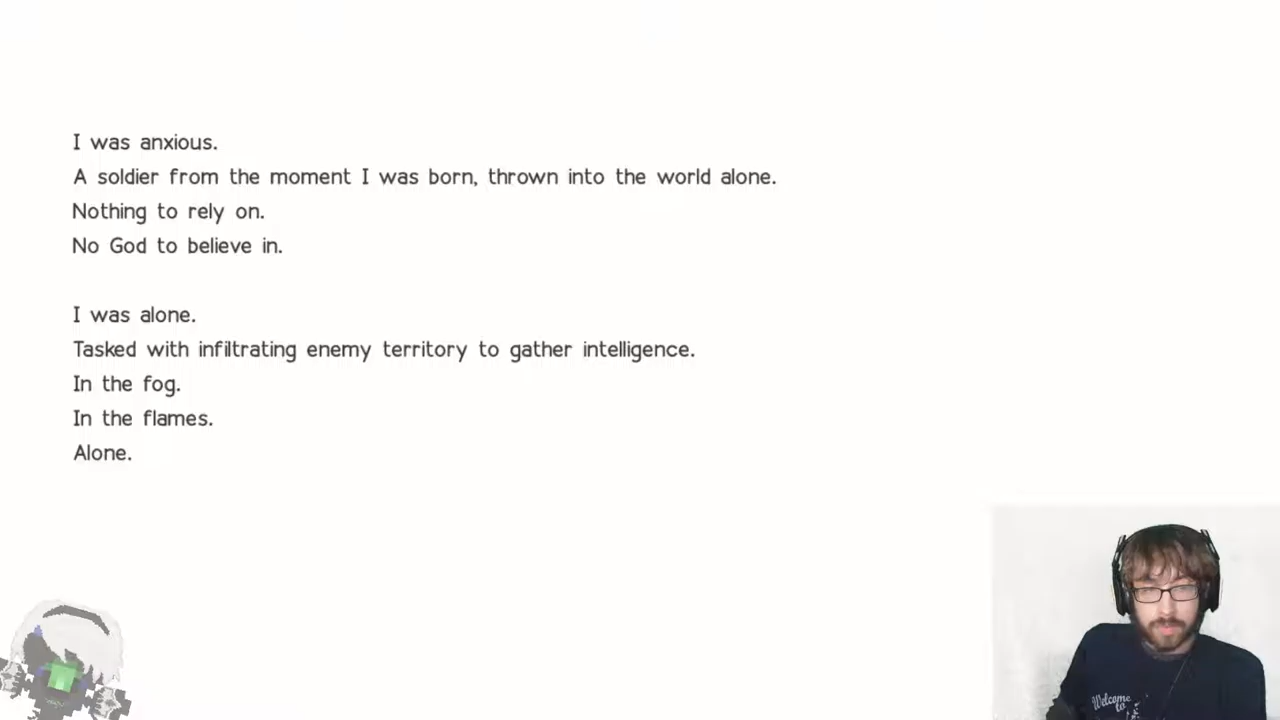 I was anxious.
A soldier from the moment I was born, thrown into the world alone.
Nothing to rely on.
No God to believe in.
I was alone.
Tasked with infiltrating enemy territory to gather intelligence.
In the fog.
In the flames.
Alone.
Welcome
to